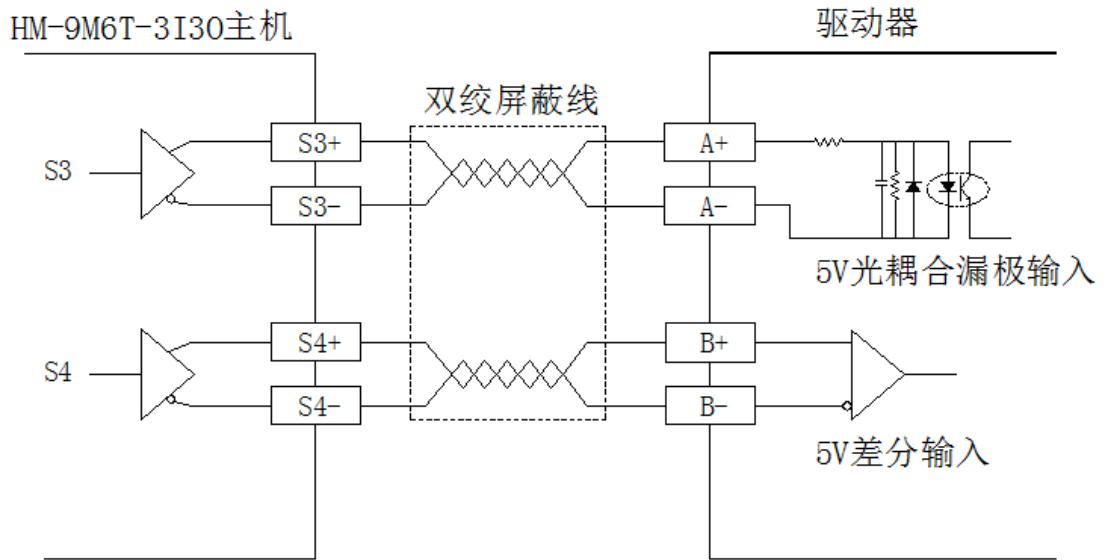 HM-9M6T-3I3O主机
驱动器
双绞屏蔽线
S3
S3+
S3-
A+
A-
5V光耦合漏极输入
S4
S4+
S4-
B+
B-
5V差分输入